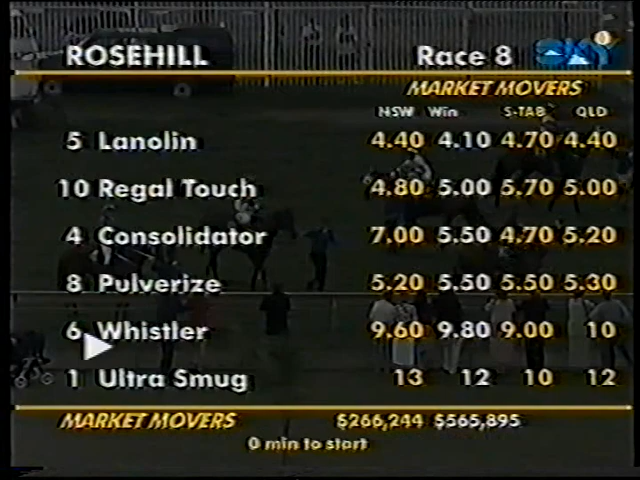 ROSEHILL Race 8 SKY 1
MARKET MOVERS
NSW Win S-TAB QLD
5 Lanolin 4.40 4.10 4.70 4.40
10 Regal Touch 4.80 5.00 5.70 5.00
4 Consolidator 7.00 5.50 4.70 5.20
8 Pulverize 5.20 5.50 5.50 5.30
6 Whistler 9.60 9.80 9.00 10
1 Ultra Smug 13 12 10 12
MARKET MOVERS $266,244 $565,895
0 min to start